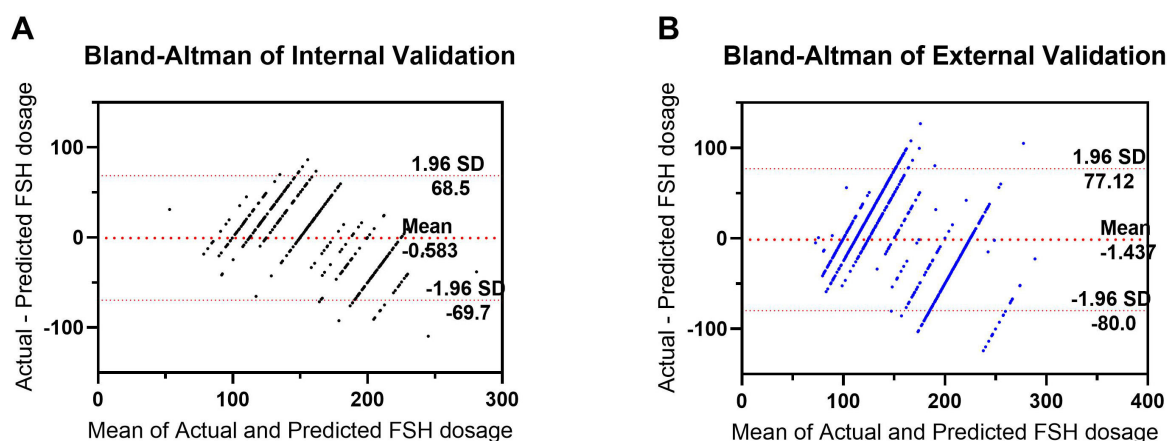 A
Bland-Altman of Internal Validation
Actual - Predicted FSH dosage
100
0
-100
1.96 SD
68.5
Mean
-0.583
-1.96 SD
-69.7
0
100
200
300
Mean of Actual and Predicted FSH dosage
B
Bland-Altman of External Validation
Actual - Predicted FSH dosage
100
0
-100
1.96 SD
77.12
Mean
-1.437
-1.96 SD
-80.0
0
100
200
300
400
Mean of Actual and Predicted FSH dosage